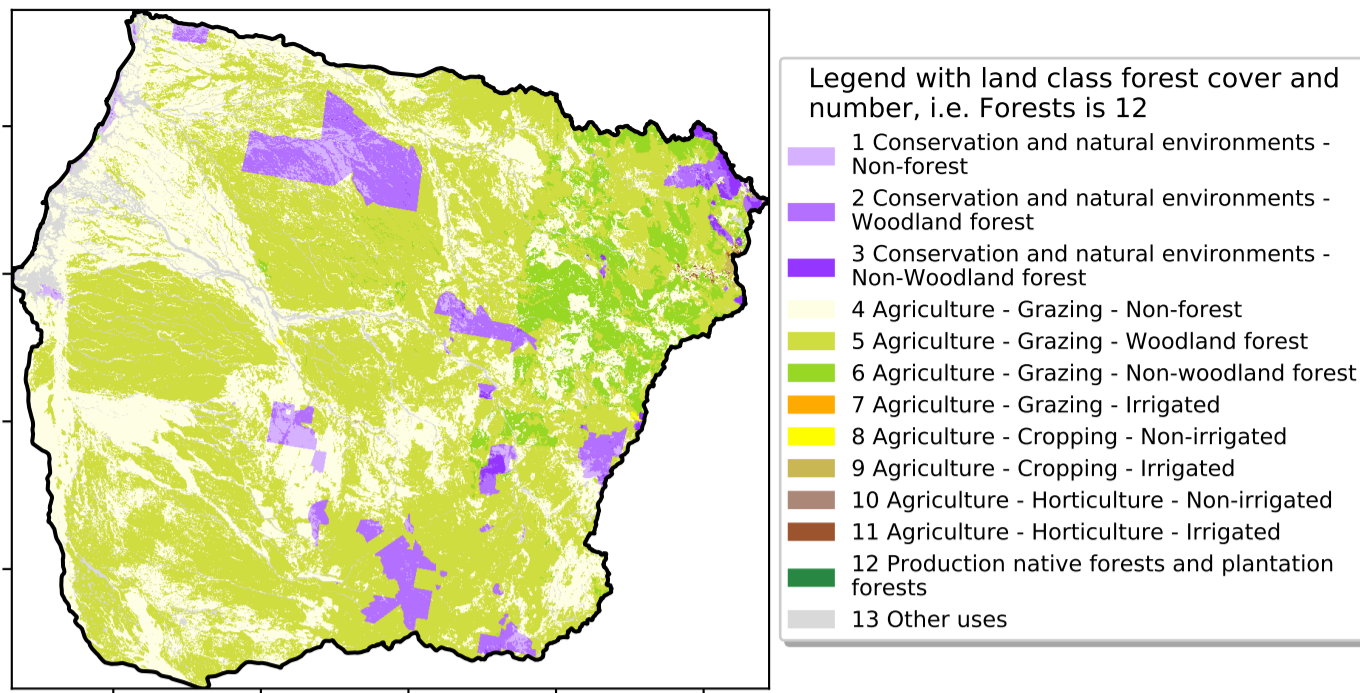 Legend with land class forest cover and
number, i.e. Forests is 12
1 Conservation and natural environments -
Non-forest
2 Conservation and natural environments -
Woodland forest
3 Conservation and natural environments -
Non-Woodland forest
4 Agriculture - Grazing - Non-forest
5 Agriculture - Grazing - Woodland forest
6 Agriculture - Grazing - Non-woodland forest
7 Agriculture - Grazing - Irrigated
8 Agriculture - Cropping - Non-irrigated
9 Agriculture - Cropping - Irrigated
10 Agriculture - Horticulture - Non-irrigated
11 Agriculture - Horticulture - Irrigated
12 Production native forests and plantation
forests
13 Other uses